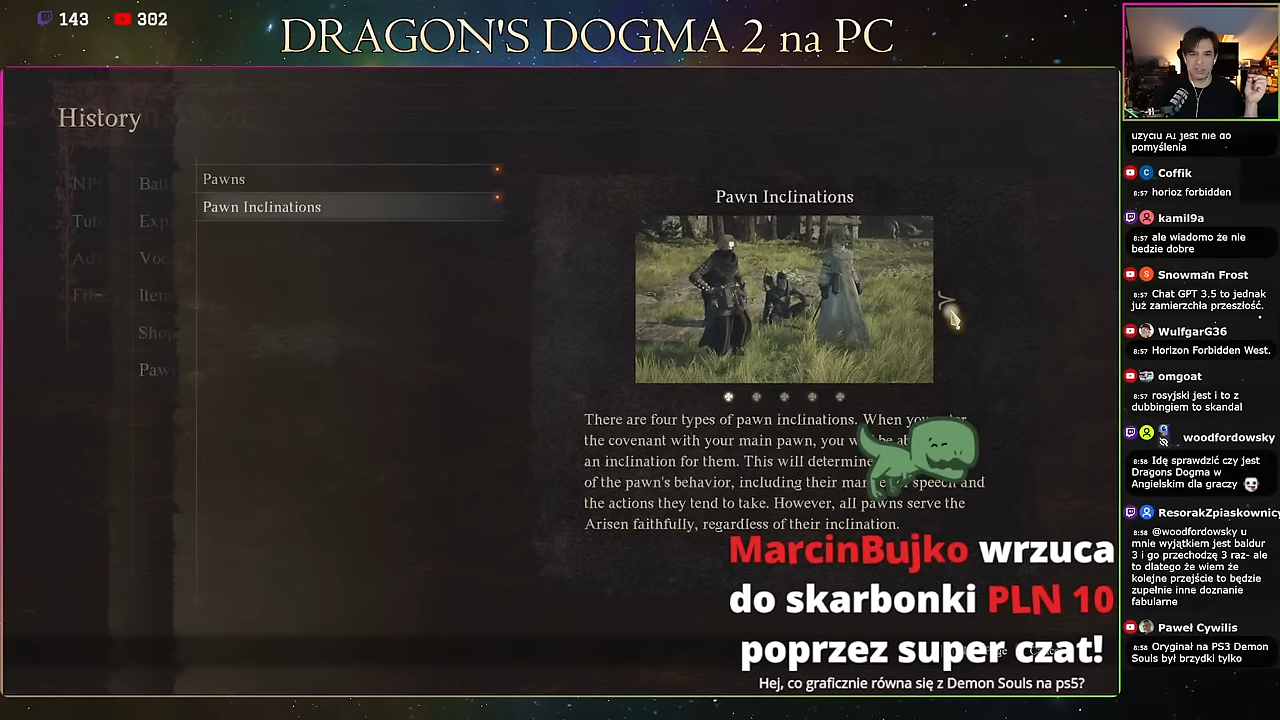 143 302
DRAGON'S DOGMA 2 na PC
History
Pawns
Pawn Inclinations
Pawn Inclinations
There are four types of pawn inclinations. When you
the covenant with your main pawn, you
an inclination for them. This will determine
of the pawn's behavior, including their speech and
the actions they tend to take. However, all pawns serve the
Arisen faithfully, regardless of their inclination.
MarcinBujko wrzuca
do skarbonki PLN 10
poprzez super czat!
Hej, co graficznie równa się z Demon Souls na ps5?
użyciu AI jest nie do
pomyślenia
Coffik
8:57 horioz forbidden
kamil9a
8:57 ale wiadomo że nie
bedzie dobre
Snowman Frost
8:57 Chat GPT 3.5 to jednak
już zamierzchła przeszłość.
WulfgarG36
8:57 Horizon Forbidden West.
omgoat
8:57 rosyjski jest i to z
dubbingiem to skandal
woodfordowsky
8:58 Idę sprawdzić czy jest
Dragons Dogma w
Angielskim dla graczy
ResorakZpiaskownicy
8:58 @woodfordowsky u
mnie wyjątkiem jest baldur
3 i go przechodzę 3 raz- ale
to dlatego że wiem że
kolejne przejście to będzie
zupełnie inne doznanie
fabularne
Paweł Cywilis
8:58 Oryginał na PS3 Demon
Souls był brzydki tylko